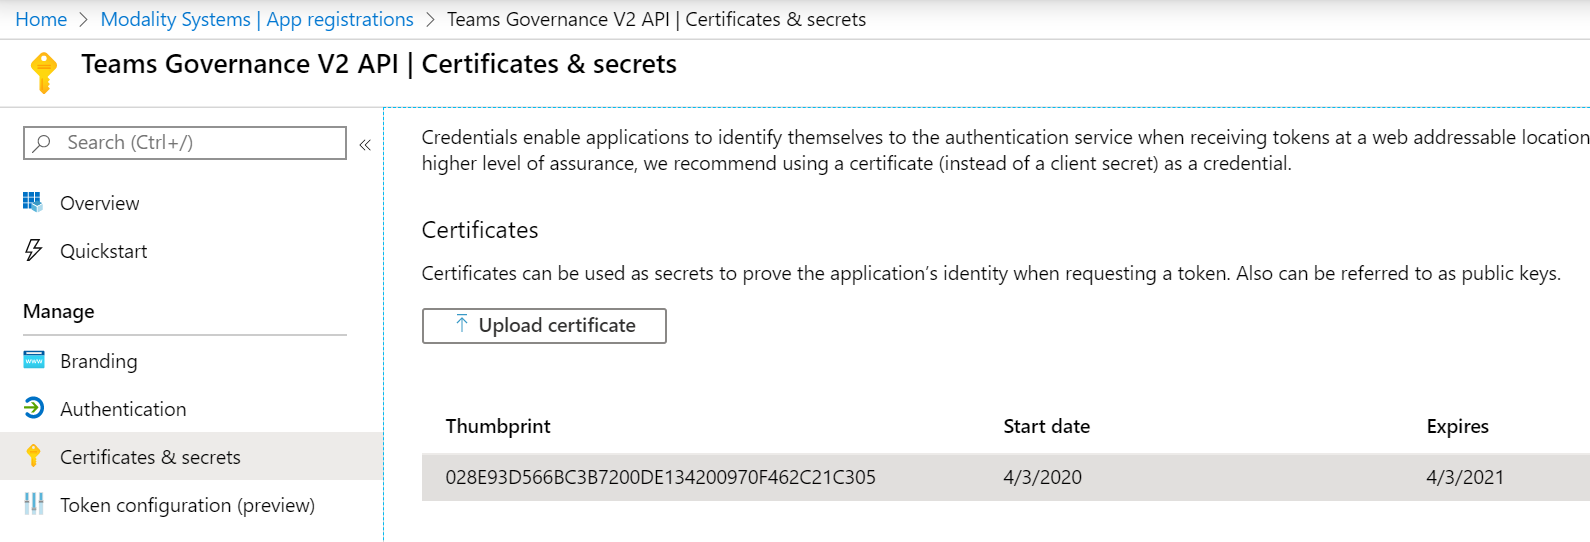 Home > Modality Systems | App registrations > Teams Governance V2 API | Certificates & secrets
Teams Governance V2 API | Certificates & secrets
Search (Ctrl+/)
«
Overview
Quickstart
Manage
Branding
Authentication
Certificates & secrets
Token configuration (preview)
Credentials enable applications to identify themselves to the authentication service when receiving tokens at a web addressable location
higher level of assurance, we recommend using a certificate (instead of a client secret) as a credential.
Certificates
Certificates can be used as secrets to prove the application’s identity when requesting a token. Also can be referred to as public keys.
Upload certificate
Thumbprint Start date Expires
028E93D566BC3B7200DE134200970F462C21C305 4/3/2020 4/3/2021